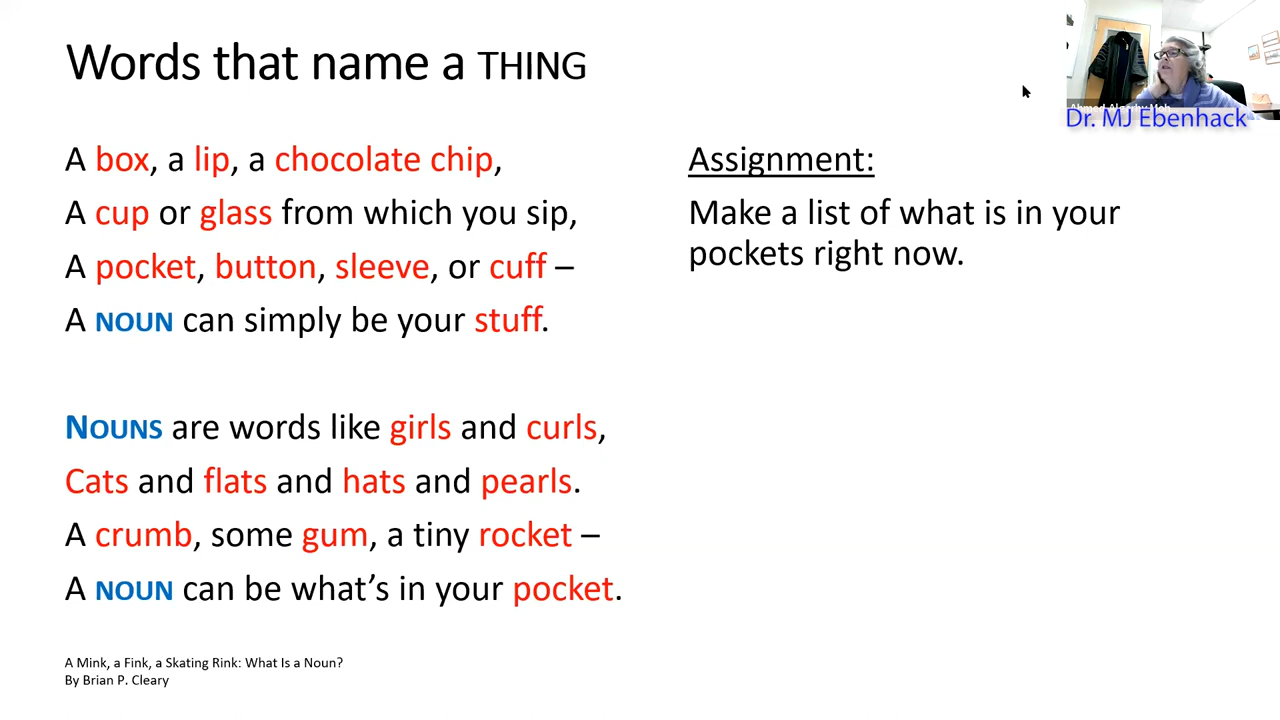 Words that name a THING
Dr. MJ Ebenhack
A box, a lip, a chocolate chip,
A cup or glass from which you sip,
A pocket, button, sleeve, or cuff –
A NOUN can simply be your stuff.
NOUNS are words like girls and curls,
Cats and flats and hats and pearls.
A crumb, some gum, a tiny rocket –
A NOUN can be what's in your pocket.
Assignment:
Make a list of what is in your
pockets right now.
A Mink, a Fink, a Skating Rink: What Is a Noun?
By Brian P. Cleary